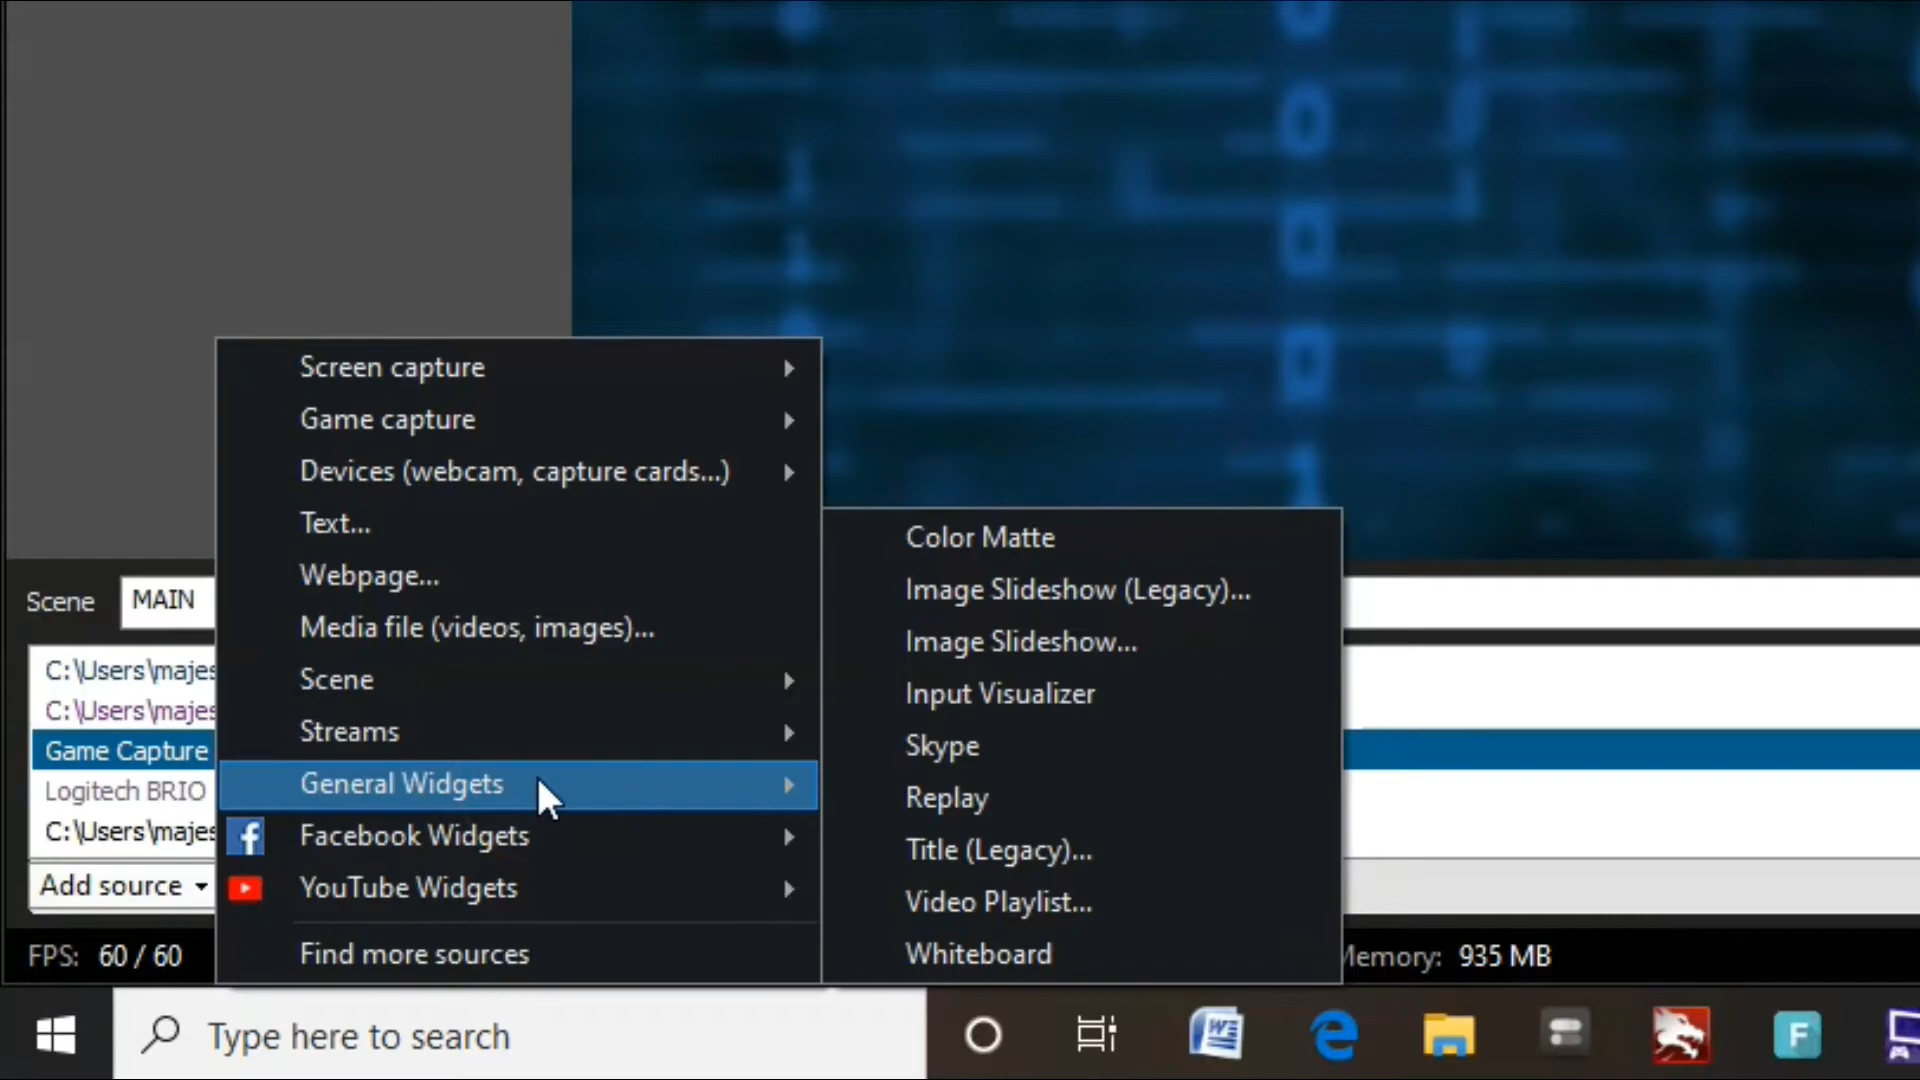 Screen capture
Game capture
Devices (webcam, capture cards...)
Text...
Webpage...
Media file (videos, images)...
Scene
Streams
General Widgets
Facebook Widgets
YouTube Widgets
Find more sources
Color Matte
Image Slideshow (Legacy)...
Image Slideshow...
Input Visualizer
Skype
Replay
Title (Legacy)...
Video Playlist...
Whiteboard
Scene MAIN
C:\Users\majes
C:\Users\majes
Game Capture
Logitech BRIO
C:\Users\majes
Add source
FPS: 60 / 60
Memory: 935 MB
Type here to search